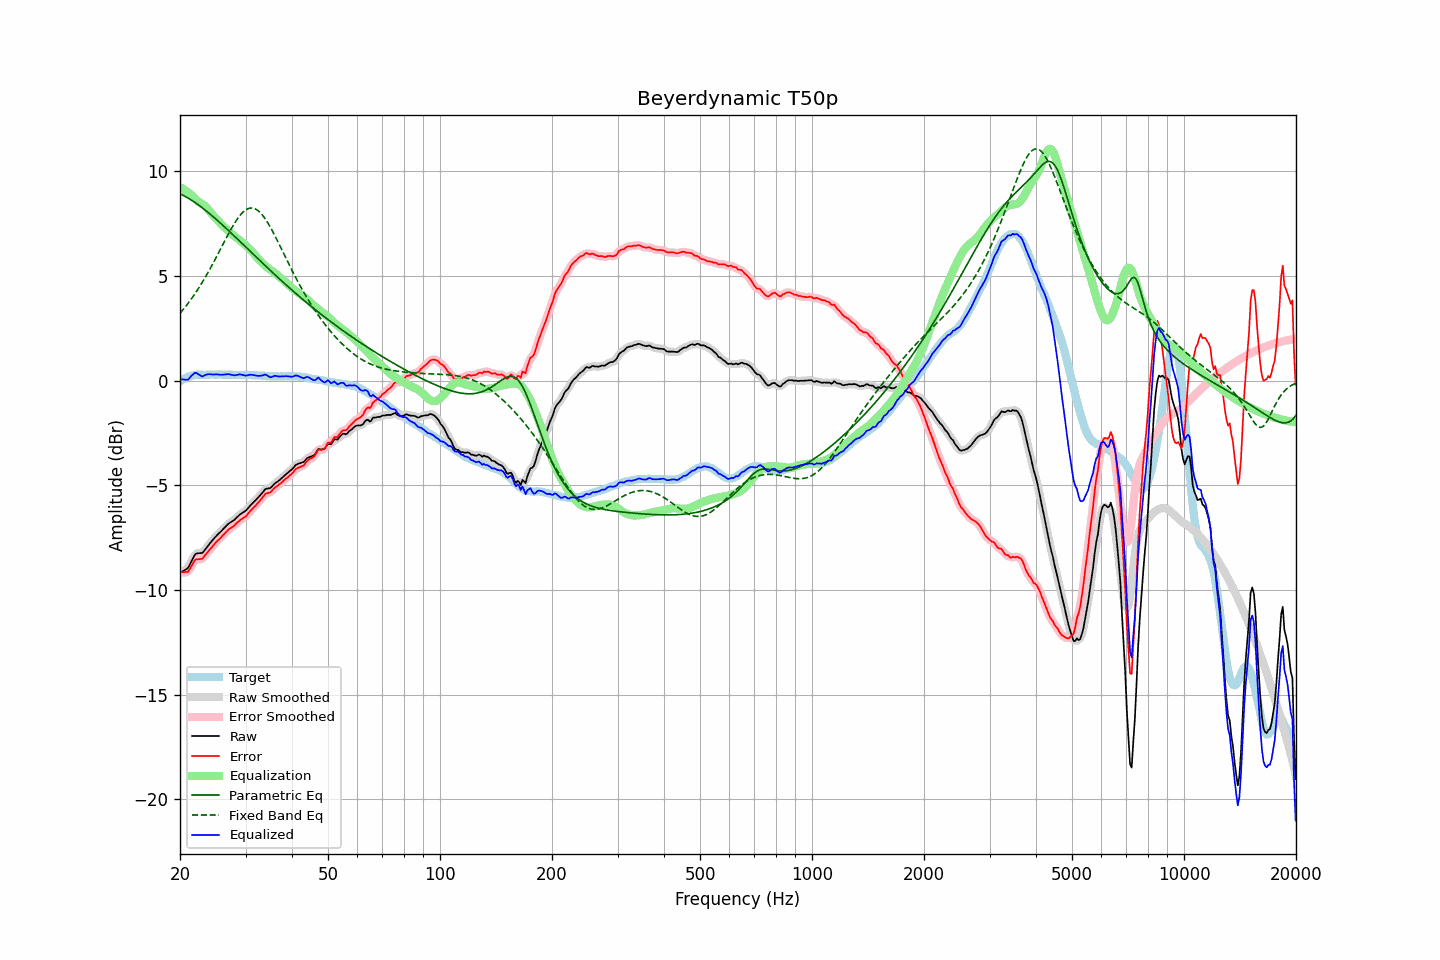 Beyerdynamic T50p
Amplitude (dBr)
10
5
0
−5
−10
−15
−20
Target
Raw Smoothed
Error Smoothed
Raw
Error
Equalization
Parametric Eq
Fixed Band Eq
Equalized
20 50 100 200 500 1000 2000 5000 10000 20000
Frequency (Hz)